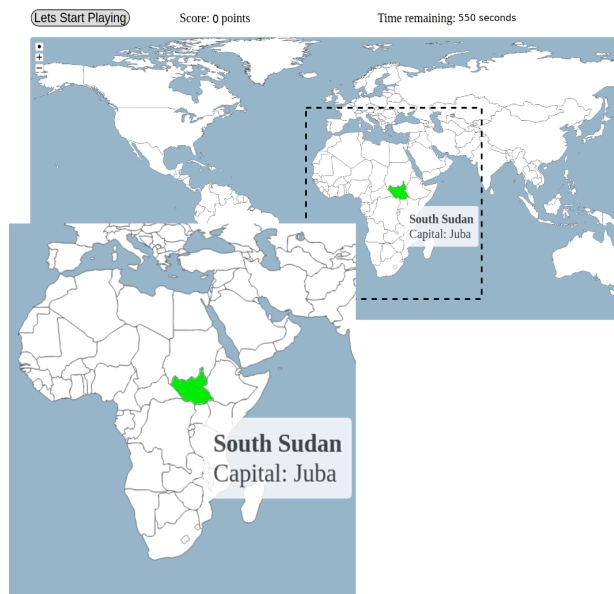 Lets Start Playing
Score: 0 points
Time remaining: 550 seconds
+
−
South Sudan
Capital: Juba
South Sudan
Capital: Juba